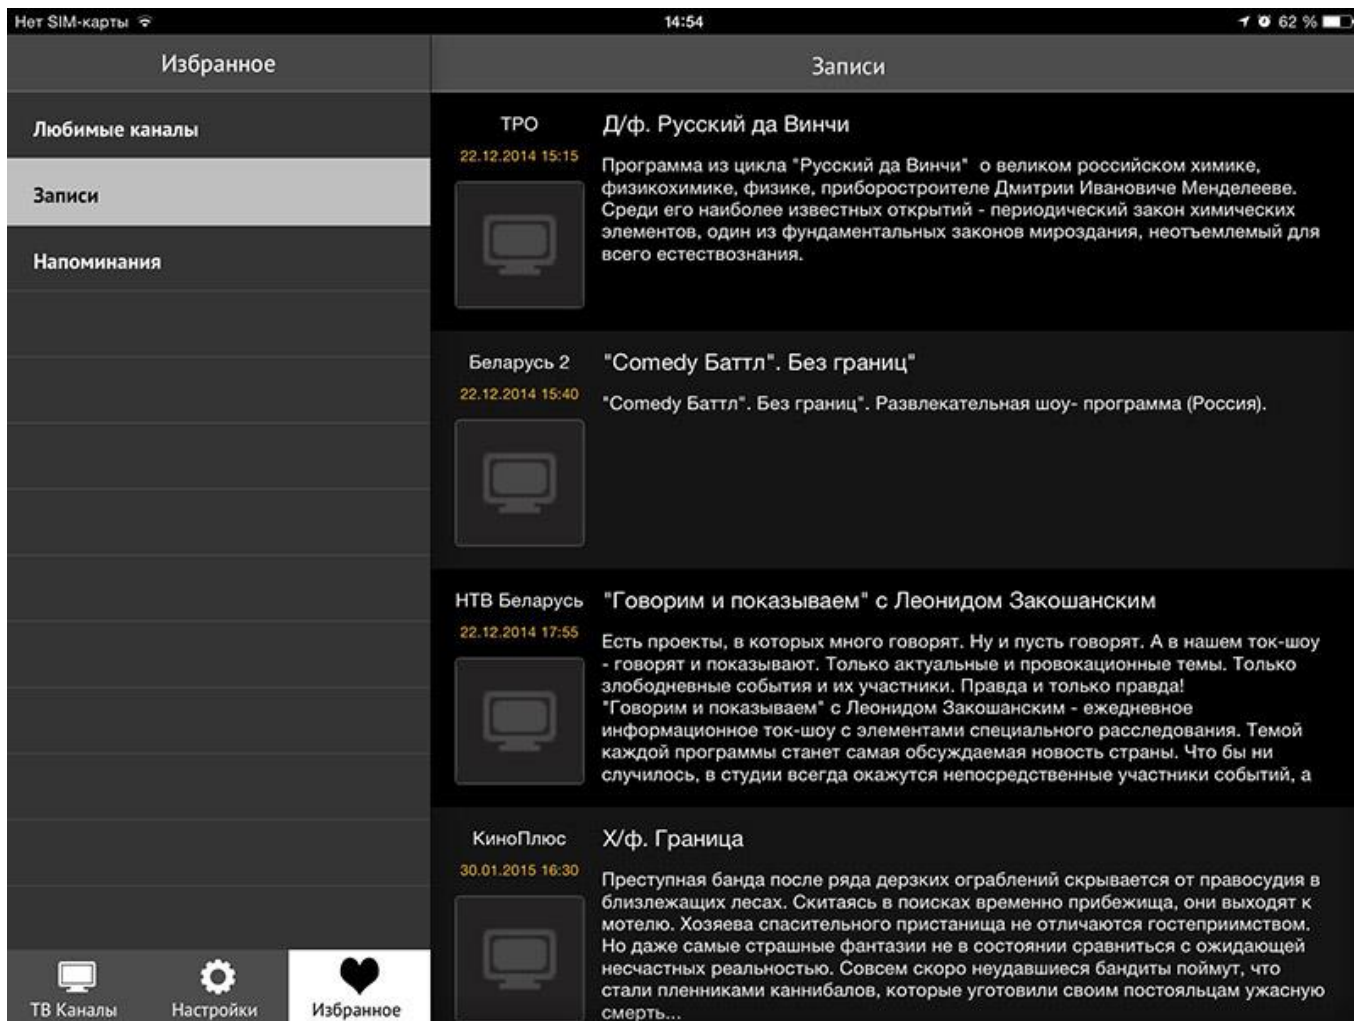 Нет SIM-карты
14:54
62 %
Избранное
Записи
Любимые каналы
Записи
Напоминания
ТРО
22.12.2014 15:15
Д/ф. Русский да Винчи
Программа из цикла "Русский да Винчи"  о великом российском химике,
физикохимике, физике, приборостроителе Дмитрии Ивановиче Менделееве.
Среди его наиболее известных открытий - периодический закон химических
элементов, один из фундаментальных законов мироздания, неотъемлемый для
всего естествознания.
Беларусь 2
22.12.2014 15:40
"Comedy Баттл". Без границ"
"Comedy Баттл". Без границ". Развлекательная шоу- программа (Россия).
НТВ Беларусь
22.12.2014 17:55
"Говорим и показываем" с Леонидом Закошанским
Есть проекты, в которых много говорят. Ну и пусть говорят. А в нашем ток-шоу
- говорят и показывают. Только актуальные и провокационные темы. Только
злободневные события и их участники. Правда и только правда!
"Говорим и показываем" с Леонидом Закошанским - ежедневное
информационное ток-шоу с элементами специального расследования. Темой
каждой программы станет самая обсуждаемая новость страны. Что бы ни
случилось, в студии всегда окажутся непосредственные участники событий, а
КиноПлюс
30.01.2015 16:30
Х/ф. Граница
Преступная банда после ряда дерзких ограблений скрывается от правосудия в
близлежащих лесах. Скитаясь в поисках временно прибежища, они выходят к
мотелю. Хозяева спасительного пристанища не отличаются гостеприимством.
Но даже самые страшные фантазии не в состоянии сравниться с ожидающей
несчастных реальностью. Совсем скоро неудавшиеся бандиты поймут, что
стали пленниками каннибалов, которые уготовили своим постояльцам ужасную
смерть...
ТВ Каналы
Настройки
Избранное